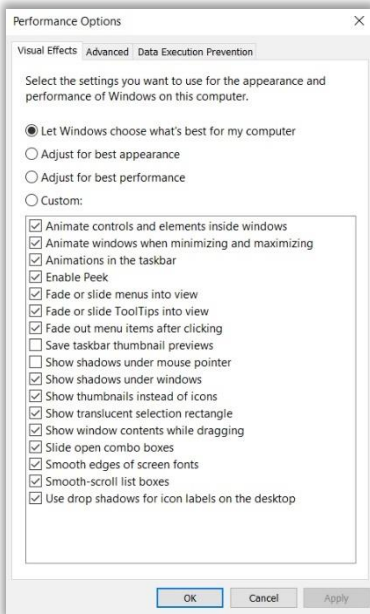 Performance Options
Visual Effects Advanced Data Execution Prevention
Select the settings you want to use for the appearance and
performance of Windows on this computer.
Let Windows choose what's best for my computer
Adjust for best appearance
Adjust for best performance
Custom:
Animate controls and elements inside windows
Animate windows when minimizing and maximizing
Animations in the taskbar
Enable Peek
Fade or slide menus into view
Fade or slide ToolTips into view
Fade out menu items after clicking
Save taskbar thumbnail previews
Show shadows under mouse pointer
Show shadows under windows
Show thumbnails instead of icons
Show translucent selection rectangle
Show window contents while dragging
Slide open combo boxes
Smooth edges of screen fonts
Smooth-scroll list boxes
Use drop shadows for icon labels on the desktop
OK Cancel Apply